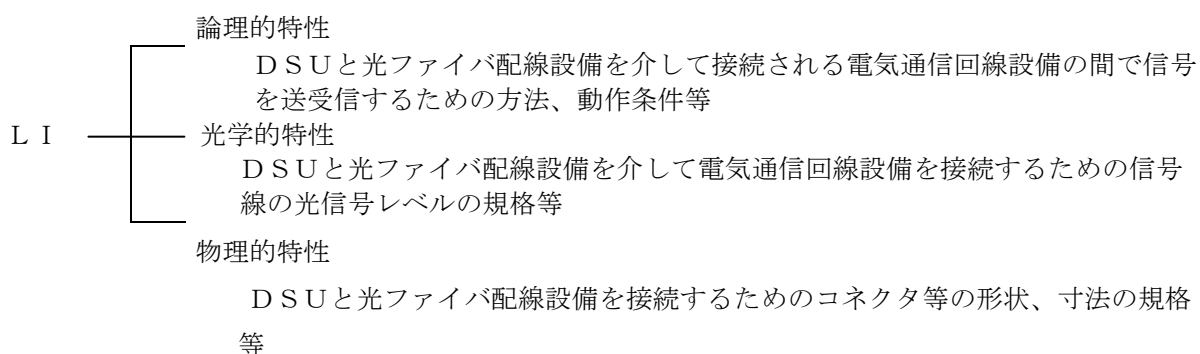 論理的特性
ＤＳＵと光ファイバ配線設備を介して接続される電気通信回線設備の間で信号
を送受信するための方法、動作条件等
ＬＩ
光学的特性
ＤＳＵと光ファイバ配線設備を介して電気通信回線設備を接続するための信号
線の光信号レベルの規格等
物理的特性
ＤＳＵと光ファイバ配線設備を接続するためのコネクタ等の形状、寸法の規格
等